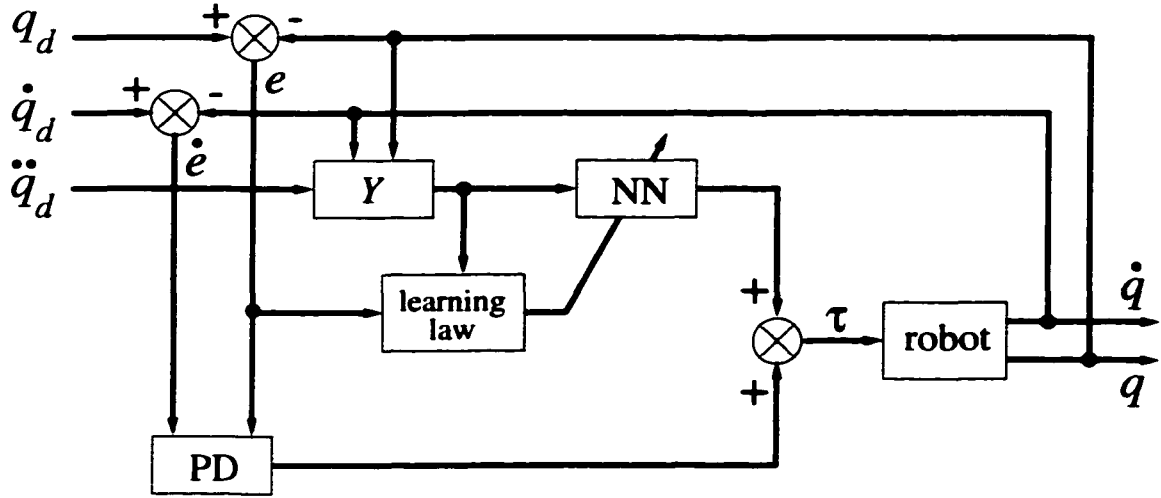 q_d
+
-
e
q̇_d
+
-
ė
q̈_d
Y
NN
learning
law
+
τ
robot
q̇
q
+
PD